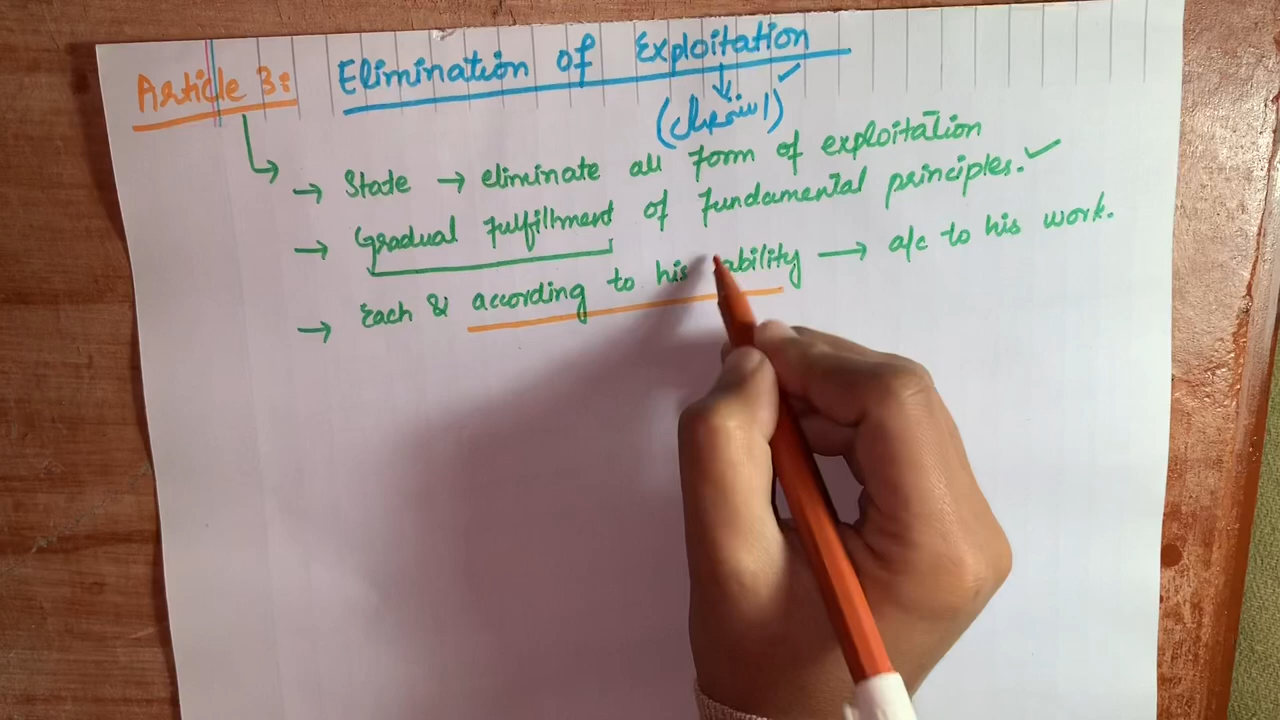 Article 3: Elimination of Exploitation
→ State → eliminate all form of exploitation
→ Gradual fulfillment of fundamental principles.
→ Each & according to his ability → a/c to his work.